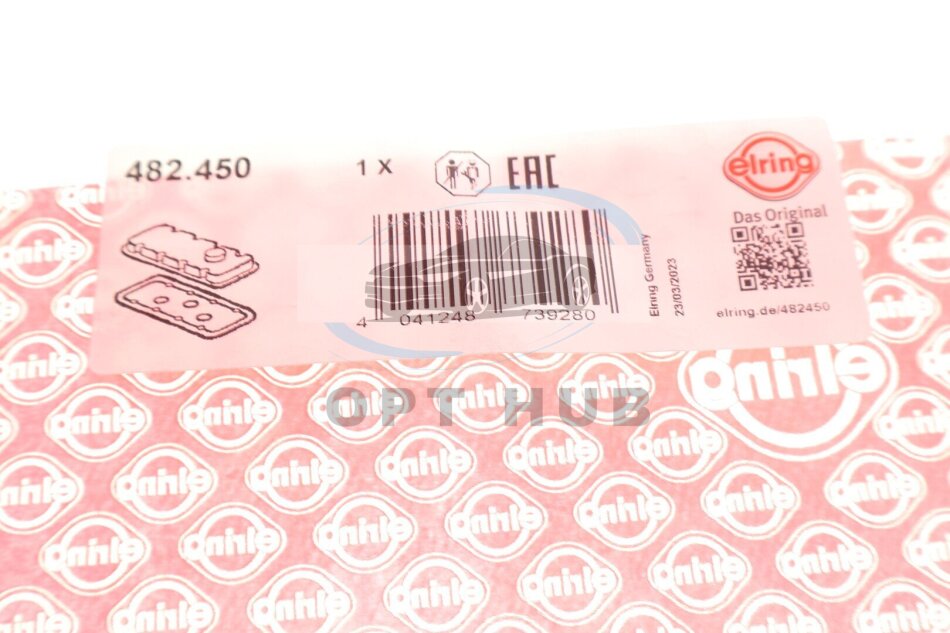 482.450
1 X
EAC
elring
Das Original
elring.de/482450
Elring Germany
23/03/2023
4 041248 739280
OPT HUB
elring